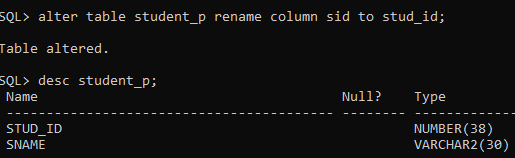 SQL> alter table student_p rename column sid to stud_id;
Table altered.
SQL> desc student_p;
Name Null? Type
----------------------------------------- -------- ----------------------------
STUD_ID NUMBER(38)
SNAME VARCHAR2(30)